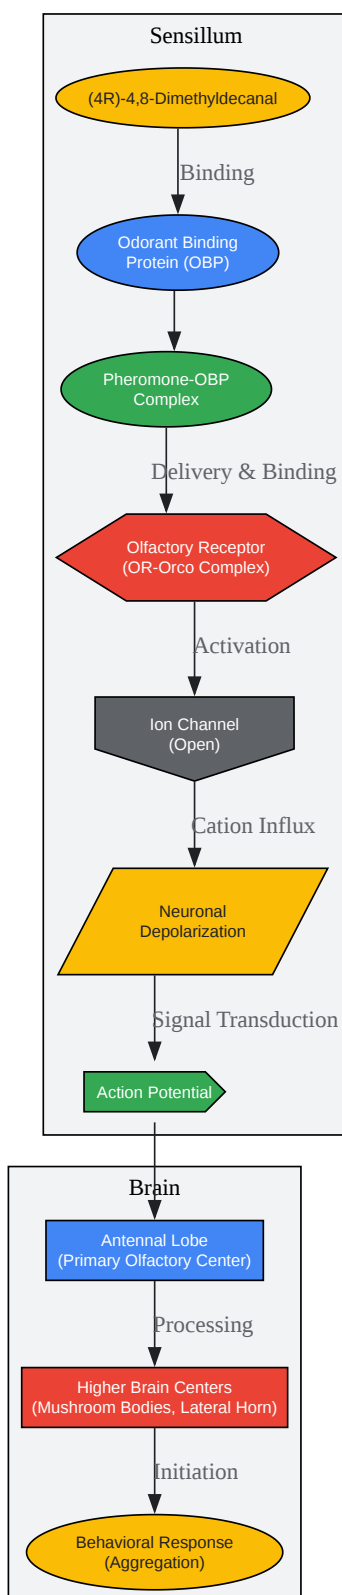 Sensillum
(4R)-4,8-Dimethyldecanal
Binding
Odorant Binding
Protein (OBP)
Pheromone-OBP
Complex
Delivery & Binding
Olfactory Receptor
(OR-Orco Complex)
Activation
Ion Channel
(Open)
Cation Influx
Neuronal
Depolarization
Signal Transduction
Action Potential
Brain
Antennal Lobe
(Primary Olfactory Center)
Processing
Higher Brain Centers
(Mushroom Bodies, Lateral Horn)
Initiation
Behavioral Response
(Aggregation)